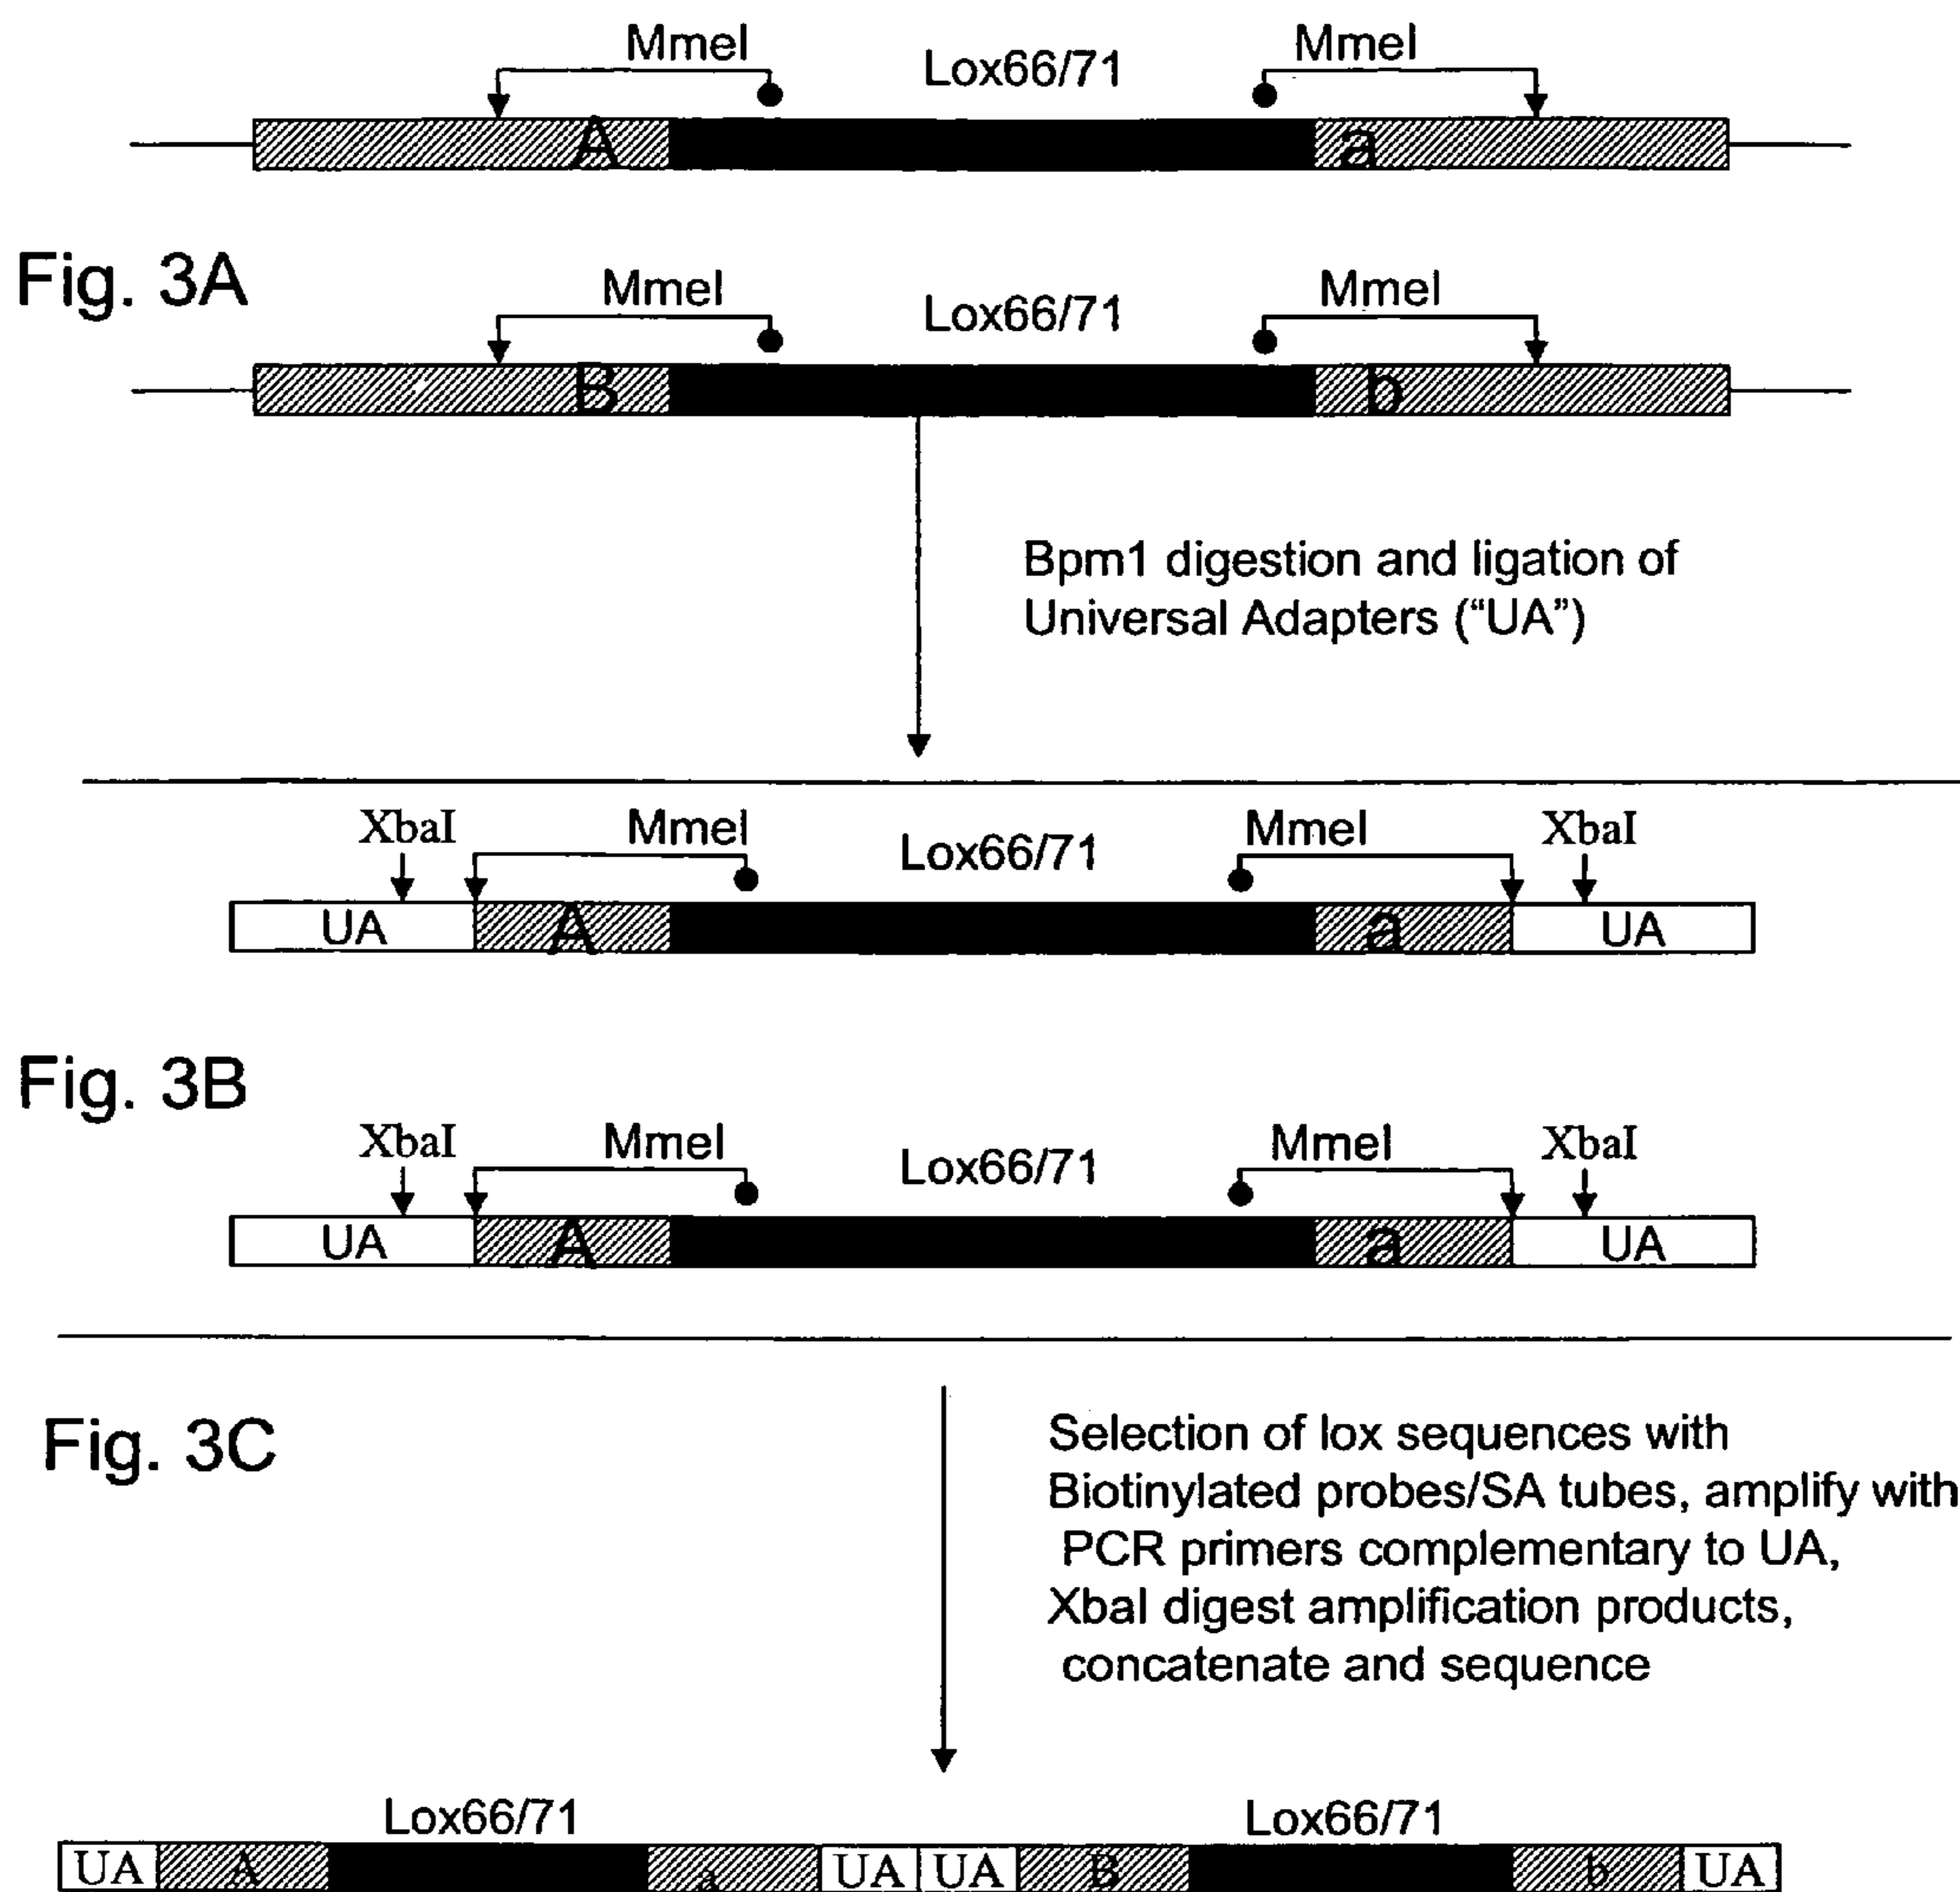 MmeI Lox66/71 MmeI
A a
Fig. 3A
MmeI Lox66/71 MmeI
B b
Bpm1 digestion and ligation of
Universal Adapters (“UA”)
XbaI MmeI Lox66/71 MmeI XbaI
UA A a UA
Fig. 3B
XbaI MmeI Lox66/71 MmeI XbaI
UA A a UA
Fig. 3C
Selection of lox sequences with
Biotinylated probes/SA tubes, amplify with
PCR primers complementary to UA,
XbaI digest amplification products,
concatenate and sequence
Lox66/71 Lox66/71
UA A a UA UA B b UA